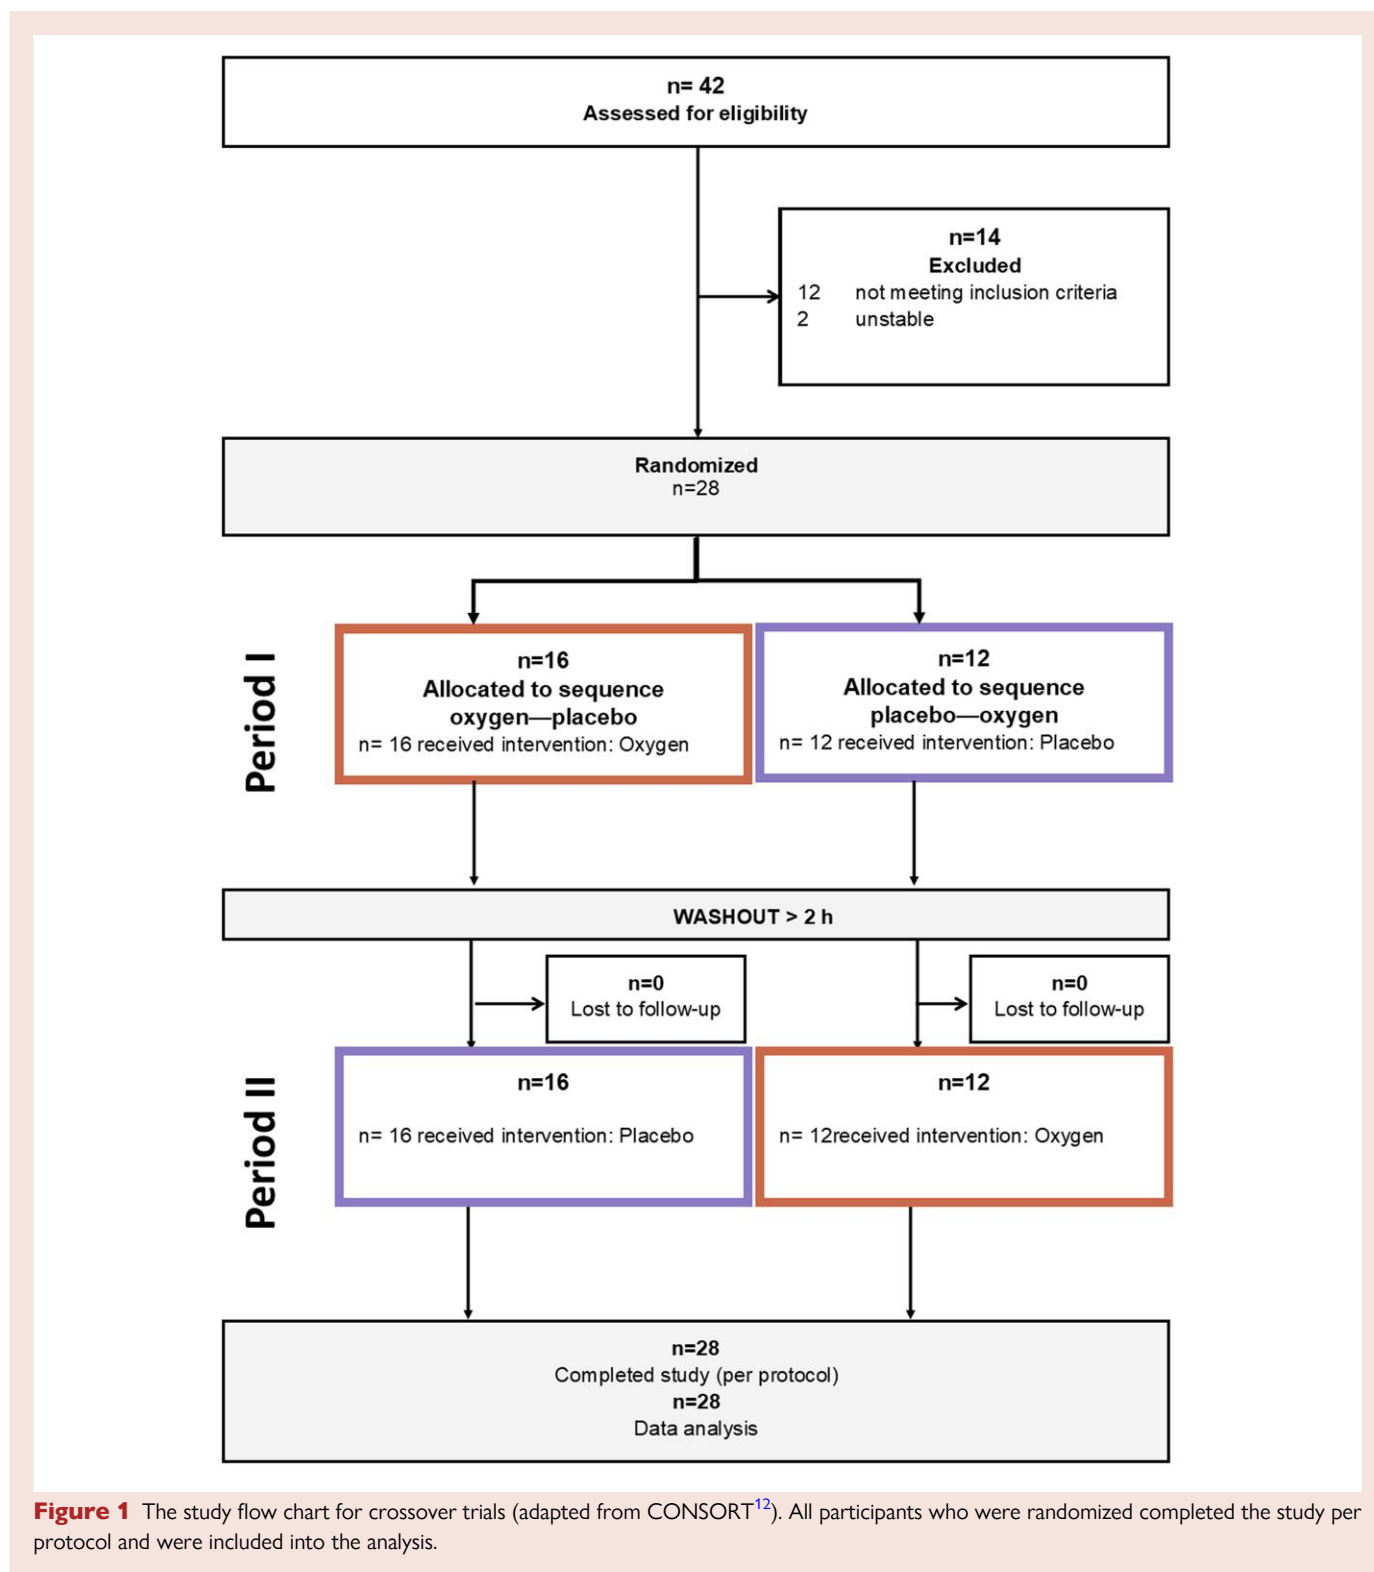 n= 42
Assessed for eligibility
n=14
Excluded
12 not meeting inclusion criteria
2 unstable
Randomized
n=28
Period I
n=16
Allocated to sequence
oxygen—placebo
n= 16 received intervention: Oxygen
n=12
Allocated to sequence
placebo—oxygen
n= 12 received intervention: Placebo
WASHOUT > 2 h
n=0
Lost to follow-up
n=0
Lost to follow-up
Period II
n=16
n= 16 received intervention: Placebo
n=12
n= 12received intervention: Oxygen
n=28
Completed study (per protocol)
n=28
Data analysis
Figure 1 The study flow chart for crossover trials (adapted from CONSORT12). All participants who were randomized completed the study per
protocol and were included into the analysis.